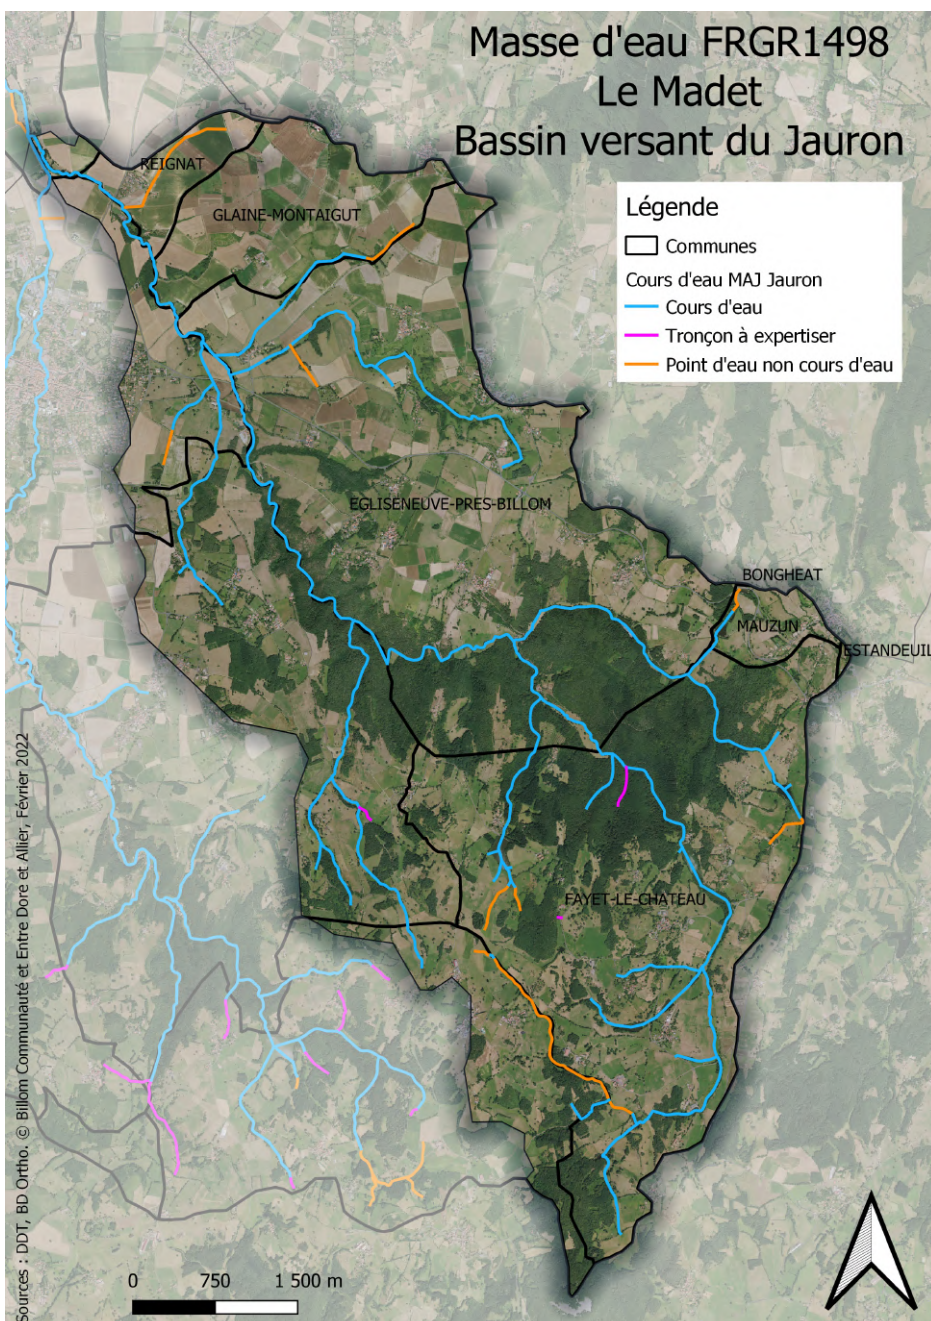 Masse d'eau FRGR1498
Le Madet
Bassin versant du Jauron
Légende
Communes
Cours d'eau MAJ Jauron
Cours d'eau
Tronçon à expertiser
Point d'eau non cours d'eau
REIGNAT
GLAINE-MONTAIGUT
EGLISENEUVE-PRES-BILLOM
BONGHEAT
MAUZUN
ESTANDEUIL
FAYET-LE-CHATEAU
Sources : DDT, BD Ortho. © Billom Communauté et Entre Dore et Allier, Février 2022
0 750 1 500 m